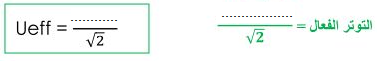 Ueff = ............ / √2
التوتر الفعال = ............... / √2